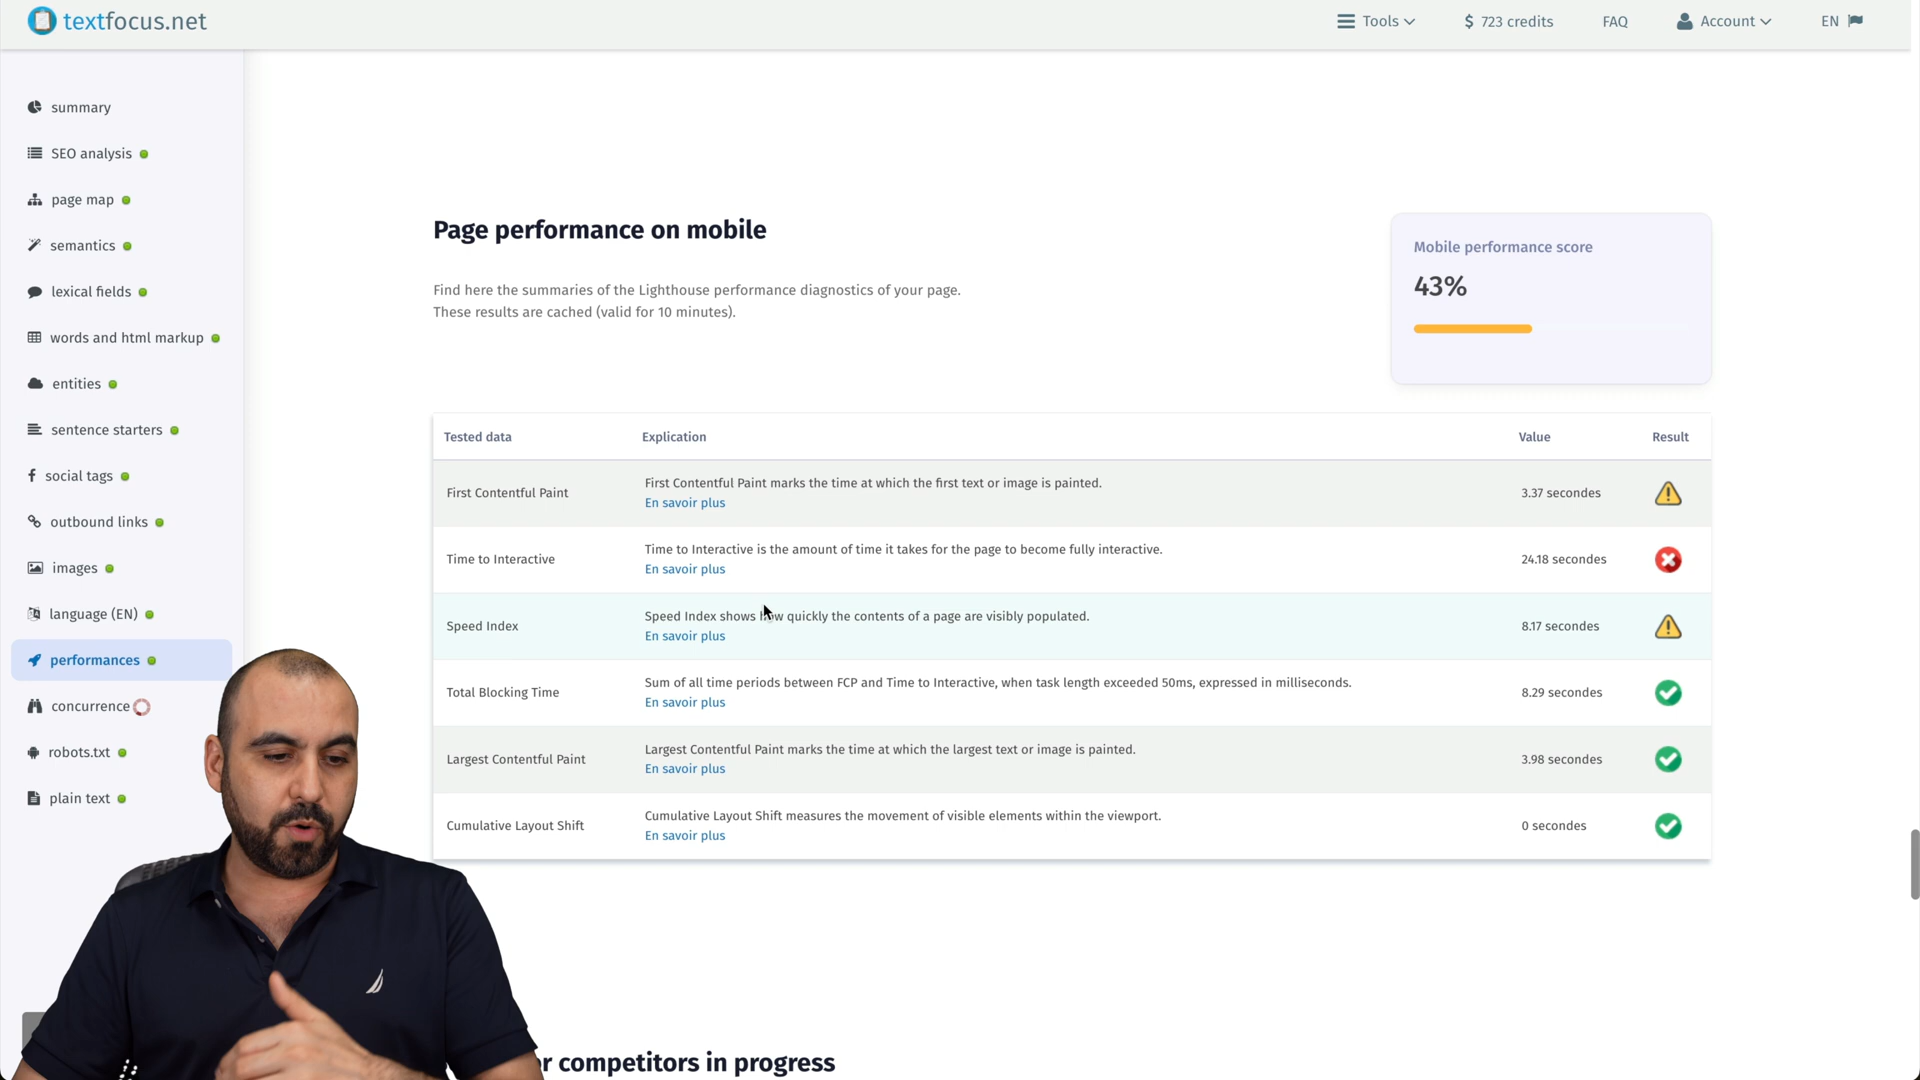 textfocus.net
Tools
$ 723 credits
FAQ
Account
EN
summary
SEO analysis
page map
semantics
lexical fields
words and html markup
entities
sentence starters
social tags
outbound links
images
language (EN)
performances
concurrence
robots.txt
plain text
Page performance on mobile
Find here the summaries of the Lighthouse performance diagnostics of your page.
These results are cached (valid for 10 minutes).
Mobile performance score
43%
Tested data Explication Value Result
First Contentful Paint
First Contentful Paint marks the time at which the first text or image is painted.
En savoir plus
3.37 secondes
Time to Interactive
Time to Interactive is the amount of time it takes for the page to become fully interactive.
En savoir plus
24.18 secondes
Speed Index
Speed Index shows how quickly the contents of a page are visibly populated.
En savoir plus
8.17 secondes
Total Blocking Time
Sum of all time periods between FCP and Time to Interactive, when task length exceeded 50ms, expressed in milliseconds.
En savoir plus
8.29 secondes
Largest Contentful Paint
Largest Contentful Paint marks the time at which the largest text or image is painted.
En savoir plus
3.98 secondes
Cumulative Layout Shift
Cumulative Layout Shift measures the movement of visible elements within the viewport.
En savoir plus
0 secondes
competitors in progress